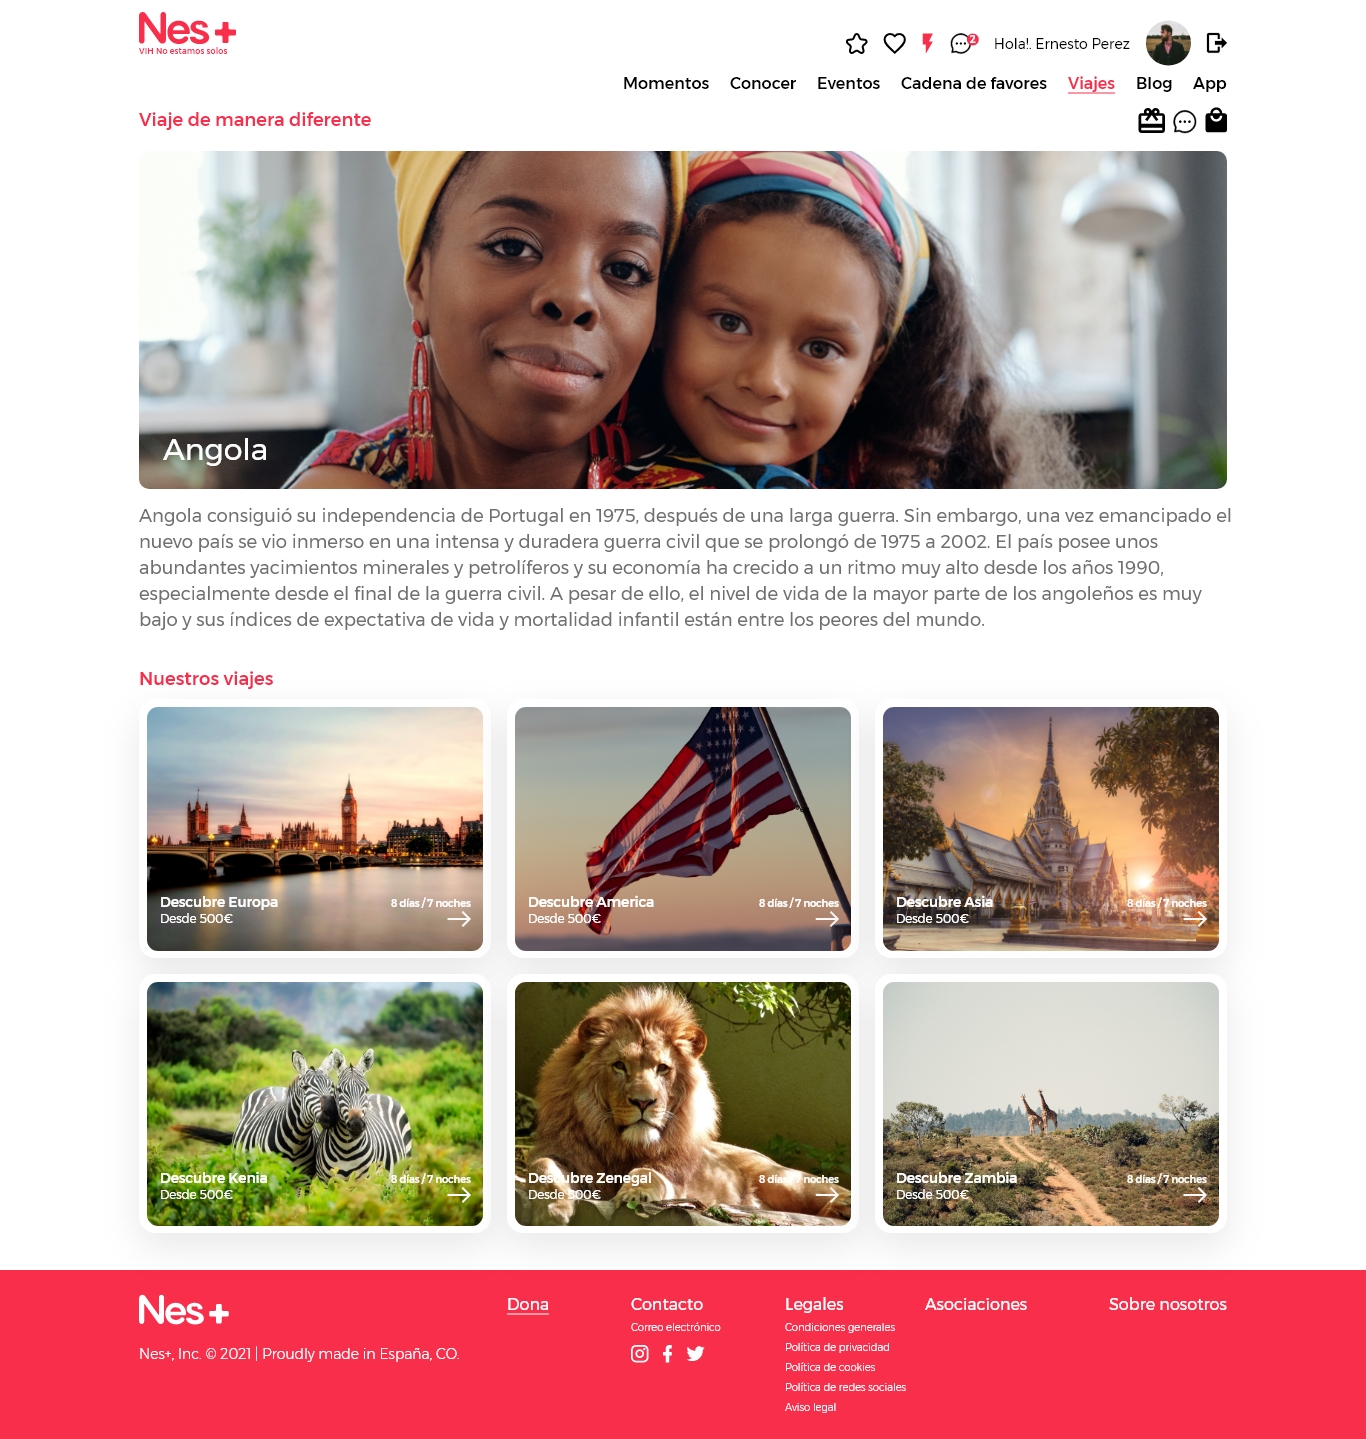 Nes+
VIH No estamos solos
2
Hola!. Ernesto Perez
Momentos Conocer Eventos Cadena de favores Viajes Blog App
Viaje de manera diferente
Angola
Angola consiguió su independencia de Portugal en 1975, después de una larga guerra. Sin embargo, una vez emancipado el
nuevo país se vio inmerso en una intensa y duradera guerra civil que se prolongó de 1975 a 2002. El país posee unos
abundantes yacimientos minerales y petrolíferos y su economía ha crecido a un ritmo muy alto desde los años 1990,
especialmente desde el final de la guerra civil. A pesar de ello, el nivel de vida de la mayor parte de los angoleños es muy
bajo y sus índices de expectativa de vida y mortalidad infantil están entre los peores del mundo.
Nuestros viajes
Descubre Europa 8 días / 7 noches
Desde 500€
Descubre America 8 días / 7 noches
Desde 500€
Descubre Asia 8 días / 7 noches
Desde 500€
Descubre Kenia 8 días / 7 noches
Desde 500€
Descubre Zenegal 8 días / 7 noches
Desde 500€
Descubre Zambia 8 días / 7 noches
Desde 500€
Nes+
Nes+, Inc. © 2021 | Proudly made in España, CO.
Dona
Contacto
Correo electrónico
Legales
Condiciones generales
Política de privacidad
Política de cookies
Política de redes sociales
Aviso legal
Asociaciones
Sobre nosotros